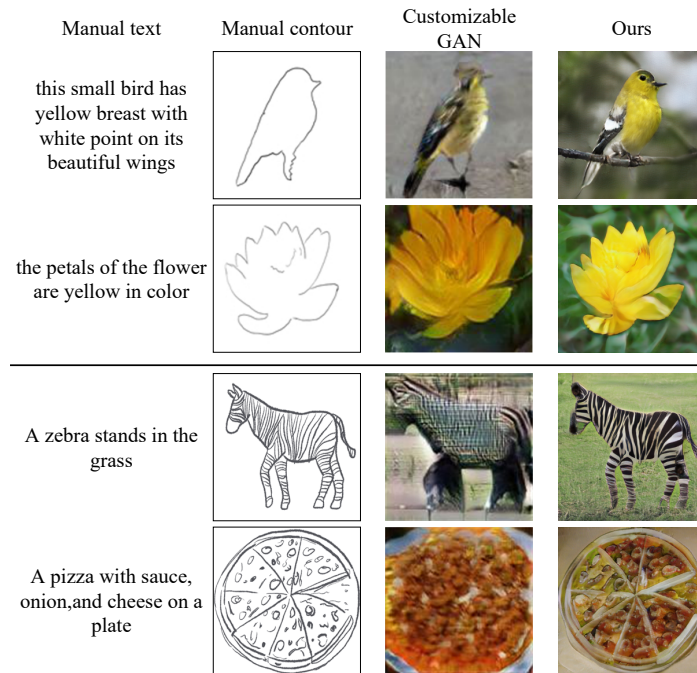 Manual text
Manual contour
Customizable
GAN
Ours
this small bird has
yellow breast with
white point on its
beautiful wings
the petals of the flower
are yellow in color
A zebra stands in the
grass
A pizza with sauce,
onion,and cheese on a
plate